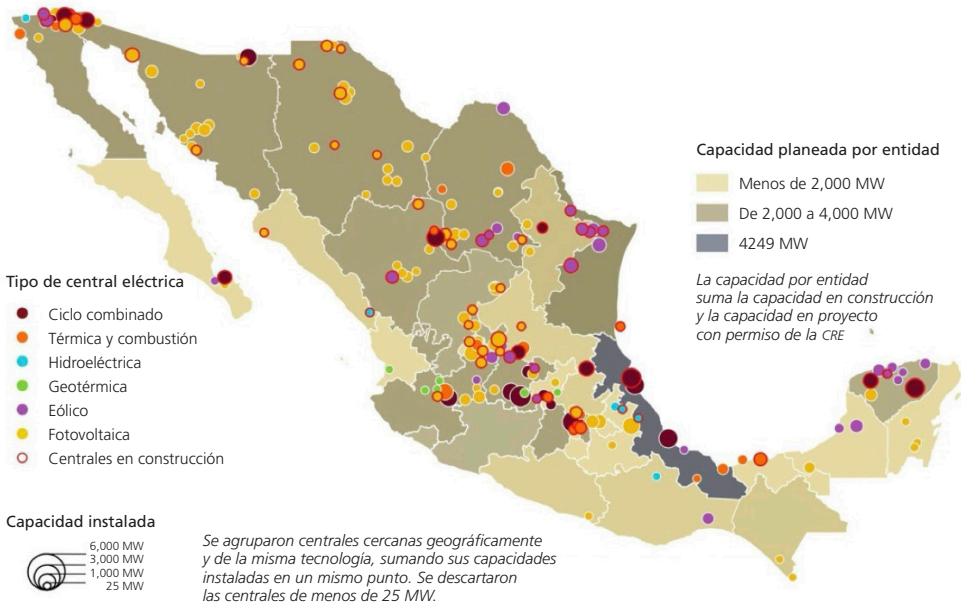 Capacidad planeada por entidad
Menos de 2,000 MW
De 2,000 a 4,000 MW
4249 MW
La capacidad por entidad
suma la capacidad en construcción
y la capacidad en proyecto
con permiso de la CRE
Tipo de central eléctrica
Ciclo combinado
Térmica y combustión
Hidroeléctrica
Geotérmica
Eólico
Fotovoltaica
Centrales en construcción
Capacidad instalada
6,000 MW
3,000 MW
1,000 MW
25 MW
Se agruparon centrales cercanas geográficamente
y de la misma tecnología, sumando sus capacidades
instaladas en un mismo punto. Se descartaron
las centrales de menos de 25 MW.